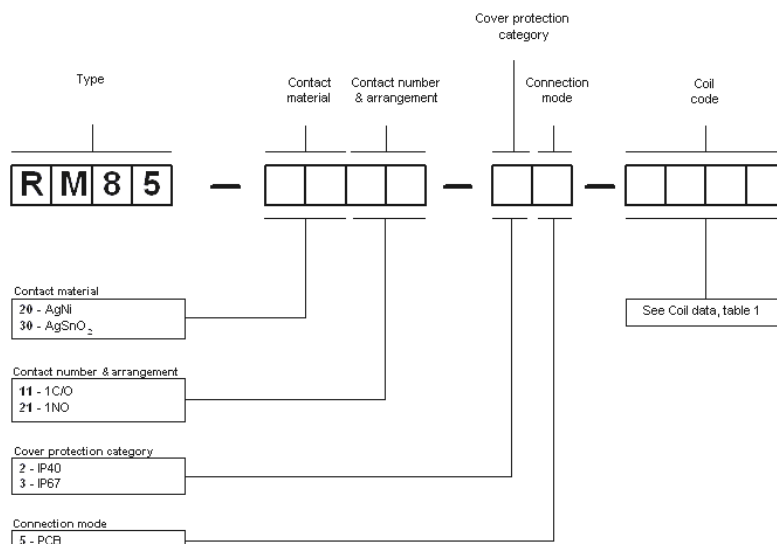 Cover protection
category
Type
Contact
material
Contact number
& arrangement
Connection
mode
Coil
code
RM85
Contact material
20 - AgNi
30 - AgSnO2
See Coil data, table 1
Contact number & arrangement
11 - 1C/O
21 - 1NO
Cover protection category
2 - IP40
3 - IP67
Connection mode
5 - PCB